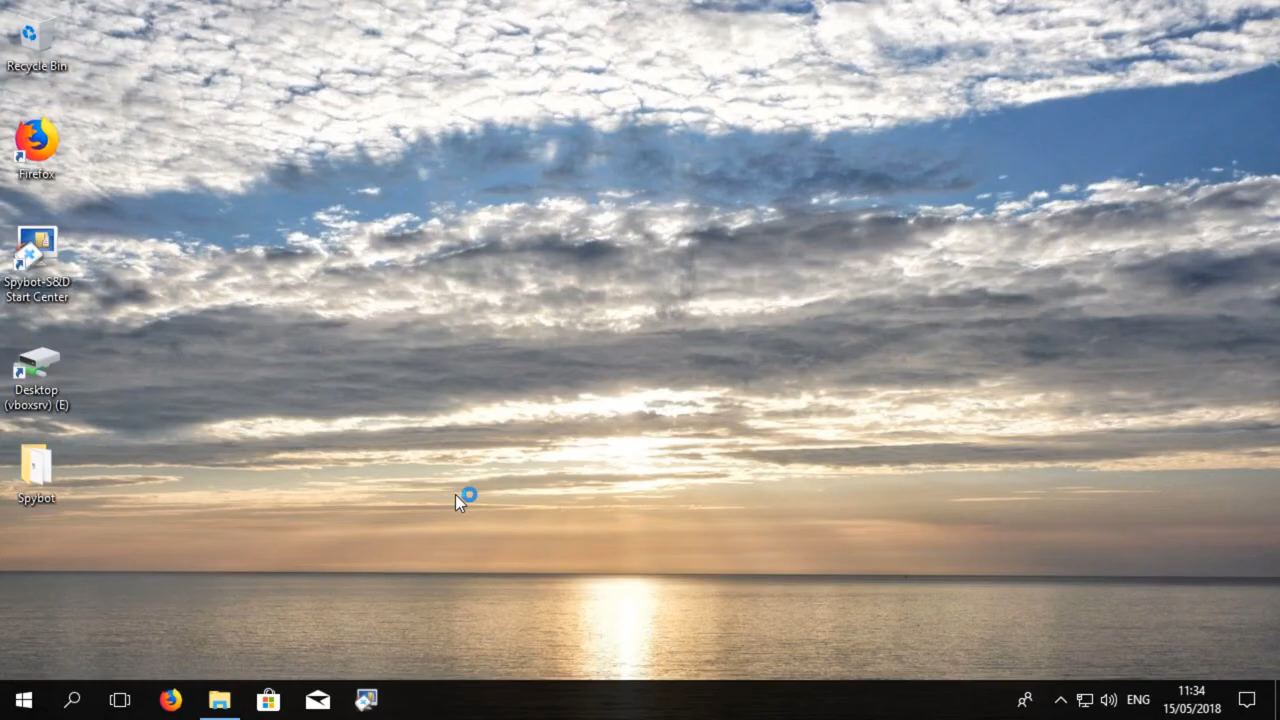 Recycle Bin
Firefox
Spybot-S&D
Start Center
Desktop
(vboxsrv) (E)
Spybot
ENG
11:34
15/05/2018